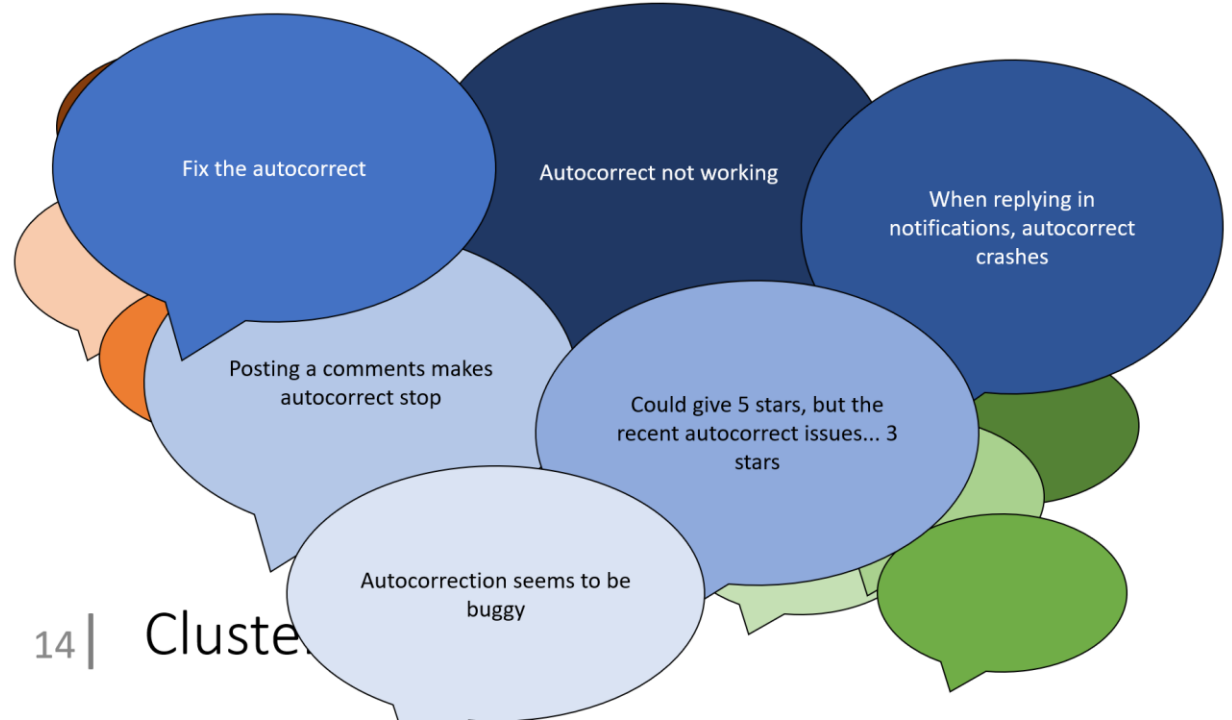 Fix the autocorrect
Autocorrect not working
When replying in
notifications, autocorrect
crashes
Posting a comments makes
autocorrect stop
Could give 5 stars, but the
recent autocorrect issues... 3
stars
Autocorrection seems to be
buggy
14
Cluste